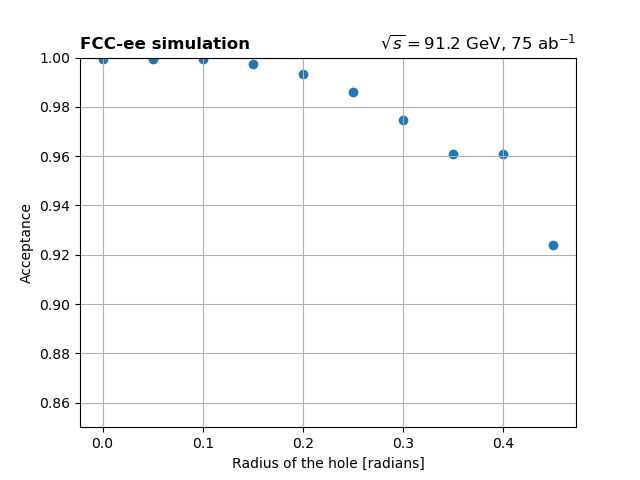 FCC-ee simulation
√s = 91.2 GeV, 75 ab⁻¹
1.00
0.98
0.96
0.94
0.92
0.90
0.88
0.86
Acceptance
0.0 0.1 0.2 0.3 0.4
Radius of the hole [radians]